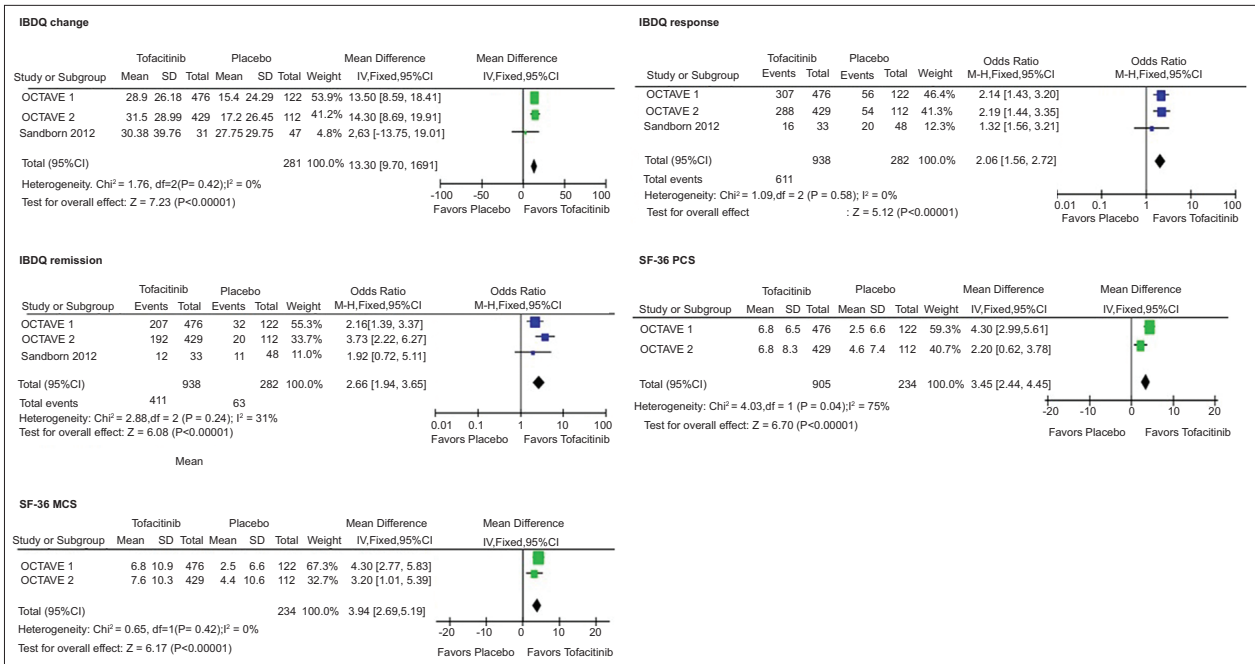 IBDQ change
Tofacitinib Placebo Mean Difference Mean Difference
Study or Subgroup Mean SD Total Mean SD Total Weight IV,Fixed,95%CI IV,Fixed,95%CI
OCTAVE 1 28.9 26.18 476 15.4 24.29 122 53.9% 13.50 [8.59, 18.41]
OCTAVE 2 31.5 28.99 429 17.2 26.45 112 41.2% 14.30 [8.69, 19.91]
Sandborn 2012 30.38 39.76 31 27.75 29.75 47 4.8% 2,63 [-13.75, 19.01]
Total (95%CI) 281 100.0% 13.30 [9.70, 1691]
Heterogeneity. Chi² = 1.76, df=2(P= 0.42);I² = 0%
Test for overall effect: Z = 7.23 (P<0.00001)
-100 -50 0 50 100
Favors Placebo Favors Tofacitinib
IBDQ response
Tofacitinib Placebo Odds Ratio Odds Ratio
Study or Subgroup Events Total Events Total Weight M-H,Fixed,95%CI M-H,Fixed,95%CI
OCTAVE 1 307 476 56 122 46.4% 2.14 [1.43, 3.20]
OCTAVE 2 288 429 54 112 41.3% 2.19 [1.44, 3.35]
Sandborn 2012 16 33 20 48 12.3% 1.32 [1.56, 3.21]
Total (95%CI) 938 282 100.0% 2.06 [1.56, 2.72]
Total events 611
Heterogeneity: Chi² = 1.09,df = 2 (P = 0.58); I² = 0%
Test for overall effect : Z = 5.12 (P<0.00001)
0.01 0.1 1 10 100
Favors Placebo Favors Tofacitinib
IBDQ remission
Tofacitinib Placebo Odds Ratio Odds Ratio
Study or Subgroup Events Total Events Total Weight M-H,Fixed,95%CI M-H,Fixed,95%CI
OCTAVE 1 207 476 32 122 55.3% 2.16[1.39, 3.37]
OCTAVE 2 192 429 20 112 33.7% 3.73 [2.22, 6.27]
Sandborn 2012 12 33 11 48 11.0% 1.92 [0.72, 5.11]
Total (95%CI) 938 282 100.0% 2.66 [1.94, 3.65]
Total events 411 63
Heterogeneity: Chi² = 2.88,df = 2 (P = 0.24); I² = 31%
Test for overall effect: Z = 6.08 (P<0.00001)
0.01 0.1 1 10 100
Favors Placebo Favors Tofacitinib
Mean
SF-36 PCS
Tofacitinib Placebo Mean Difference Mean Difference
Study or Subgroup Mean SD Total Mean SD Total Weight IV,Fixed,95%CI IV,Fixed,95%CI
OCTAVE 1 6.8 6.5 476 2.5 6.6 122 59.3% 4.30 [2.99,5.61]
OCTAVE 2 6.8 8.3 429 4.6 7.4 112 40.7% 2.20 [0.62, 3.78]
Total (95%CI) 905 234 100.0% 3.45 [2.44, 4.45]
Heterogeneity: Chi² = 4.03,df = 1 (P = 0.04);I² = 75%
Test for overall effect: Z = 6.70 (P<0.00001)
-20 -10 0 10 20
Favors Placebo Favors Tofacitinib
SF-36 MCS
Tofacitinib Placebo Mean Difference Mean Difference
Study or Subgroup Mean SD Total Mean SD Total Weight IV,Fixed,95%CI IV,Fixed,95%CI
OCTAVE 1 6.8 10.9 476 2.5 6.6 122 67.3% 4.30 [2.77, 5.83]
OCTAVE 2 7.6 10.3 429 4.4 10.6 112 32.7% 3.20 [1.01, 5.39]
Total (95%CI) 234 100.0% 3.94 [2.69,5.19]
Heterogeneity: Chi² = 0.65, df=1(P= 0.42);I² = 0%
Test for overall effect: Z = 6.17 (P<0.00001)
-20 -10 0 10 20
Favors Placebo Favors Tofacitinib